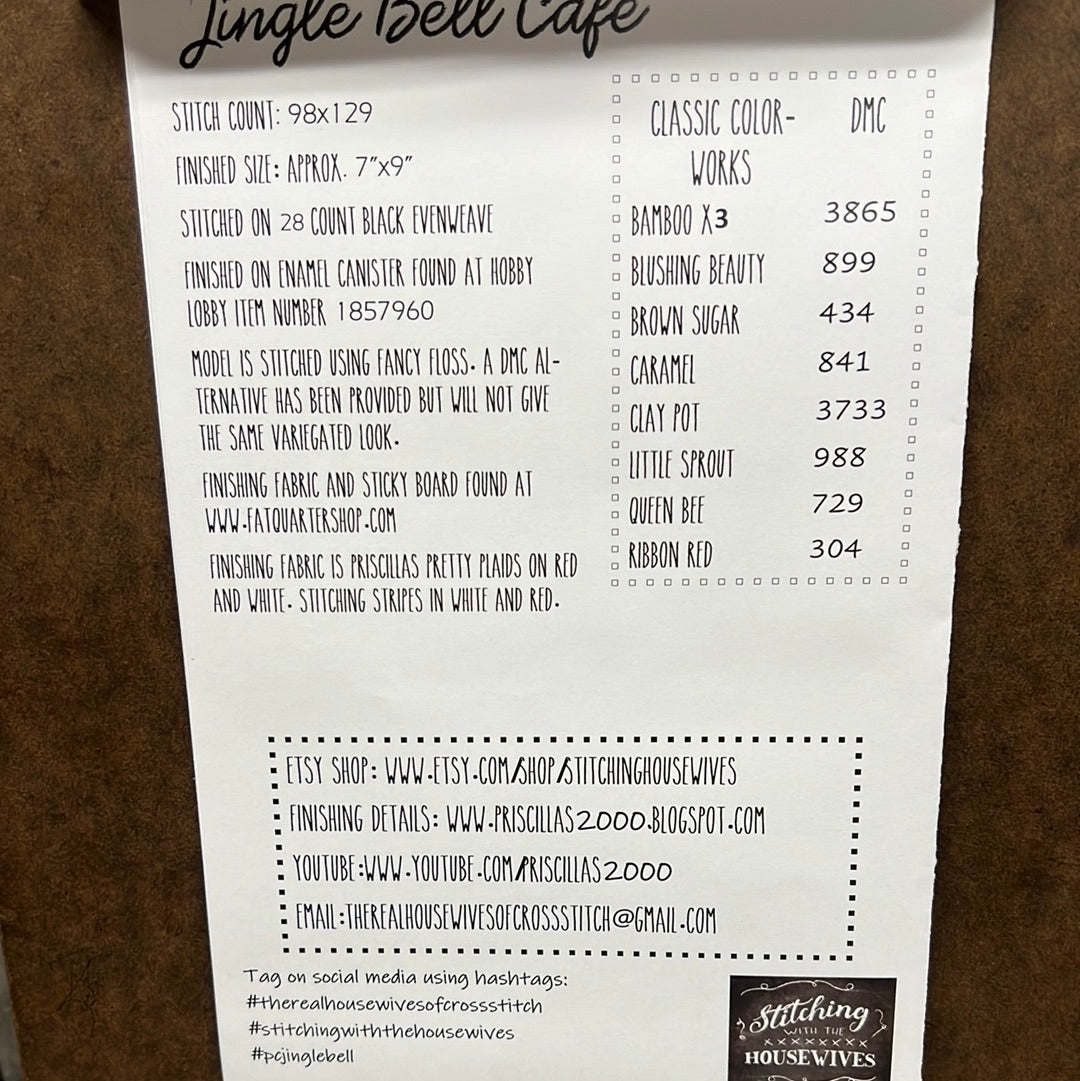 Jingle Bell Cafe
STITCH COUNT: 98x129
FINISHED SIZE: APPROX. 7"x9"
STITCHED ON 28 COUNT BLACK EVENWEAVE
FINISHED ON ENAMEL CANISTER FOUND AT HOBBY
LOBBY ITEM NUMBER 1857960
MODEL IS STITCHED USING FANCY FLOSS. A DMC AL-
TERNATIVE HAS BEEN PROVIDED BUT WILL NOT GIVE
THE SAME VARIEGATED LOOK.
FINISHING FABRIC AND STICKY BOARD FOUND AT
WWW.FATQUARTERSHOP.COM
FINISHING FABRIC IS PRISCILLAS PRETTY PLAIDS ON RED
AND WHITE. STITCHING STRIPES IN WHITE AND RED.
CLASSIC COLOR- DMC
WORKS
BAMBOO X3 3865
BLUSHING BEAUTY 899
BROWN SUGAR 434
CARAMEL 841
CLAY POT 3733
LITTLE SPROUT 988
QUEEN BEE 729
RIBBON RED 304
ETSY SHOP: WWW.ETSY.COM/SHOP/STITCHINGHOUSEWIVES
FINISHING DETAILS: WWW.PRISCILLAS2000.BLOGSPOT.COM
YOUTUBE:WWW.YOUTUBE.COM/PRISCILLAS2000
EMAIL:THEREALHOUSEWIVESOFCROSSSTITCH@GMAIL.COM
Tag on social media using hashtags:
#therealhousewivesofcrossstitch
#stitchingwiththehousewives
#pcjinglebell
Stitching
WITH THE
xxxxxxxx
HOUSEWIVES